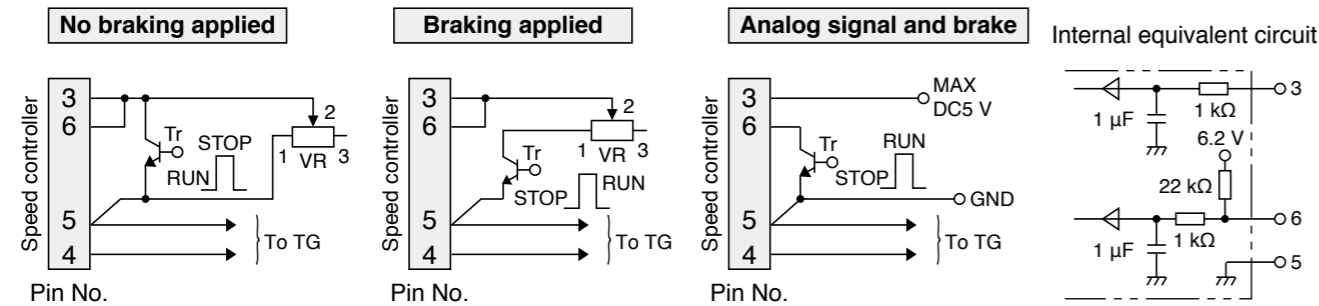 No braking applied
Speed controller
3
6
5
4
Tr
STOP
RUN
2
1 VR 3
To TG
Pin No.
Braking applied
Speed controller
3
6
5
4
2
1 VR 3
Tr
STOP
RUN
To TG
Pin No.
Analog signal and brake
Speed controller
3
6
5
4
MAX
DC5 V
Tr
RUN
STOP
GND
To TG
Pin No.
Internal equivalent circuit
3
1 kΩ
1 µF
6.2 V
22 kΩ
6
1 kΩ
1 µF
5